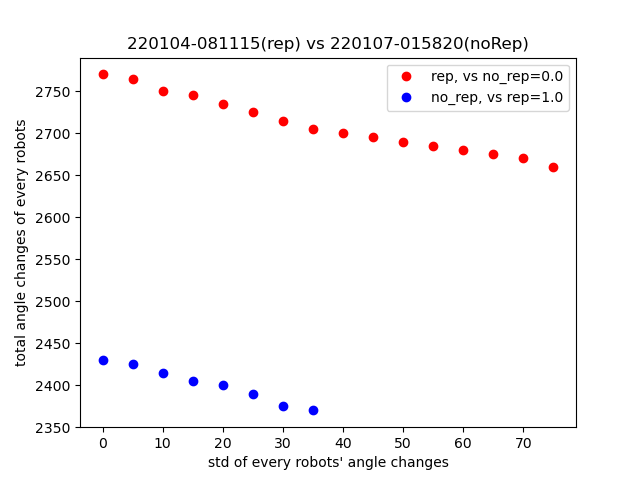 220104-081115(rep) vs 220107-015820(noRep)
rep, vs no_rep=0.0
no_rep, vs rep=1.0
total angle changes of every robots
2750
2700
2650
2600
2550
2500
2450
2400
2350
0 10 20 30 40 50 60 70
std of every robots' angle changes